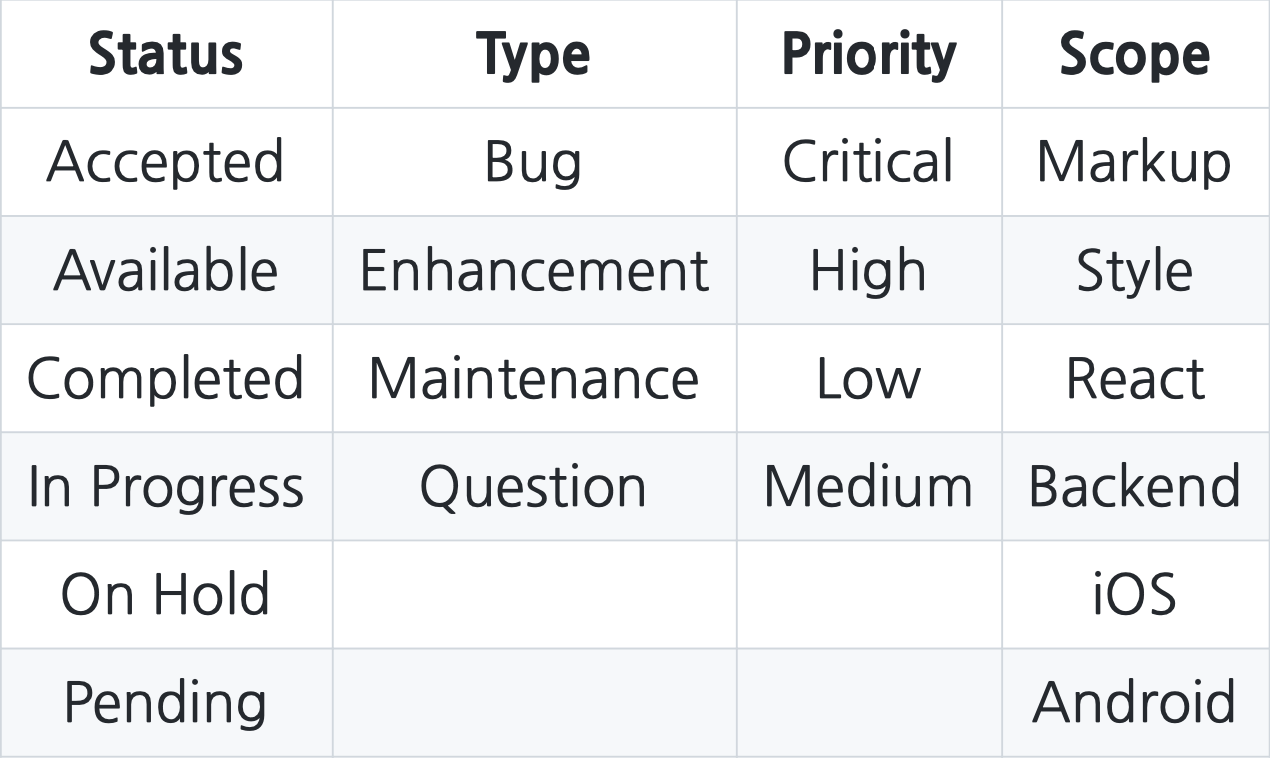 Status Type Priority Scope
Accepted Bug Critical Markup
Available Enhancement High Style
Completed Maintenance Low React
In Progress Question Medium Backend
On Hold iOS
Pending Android